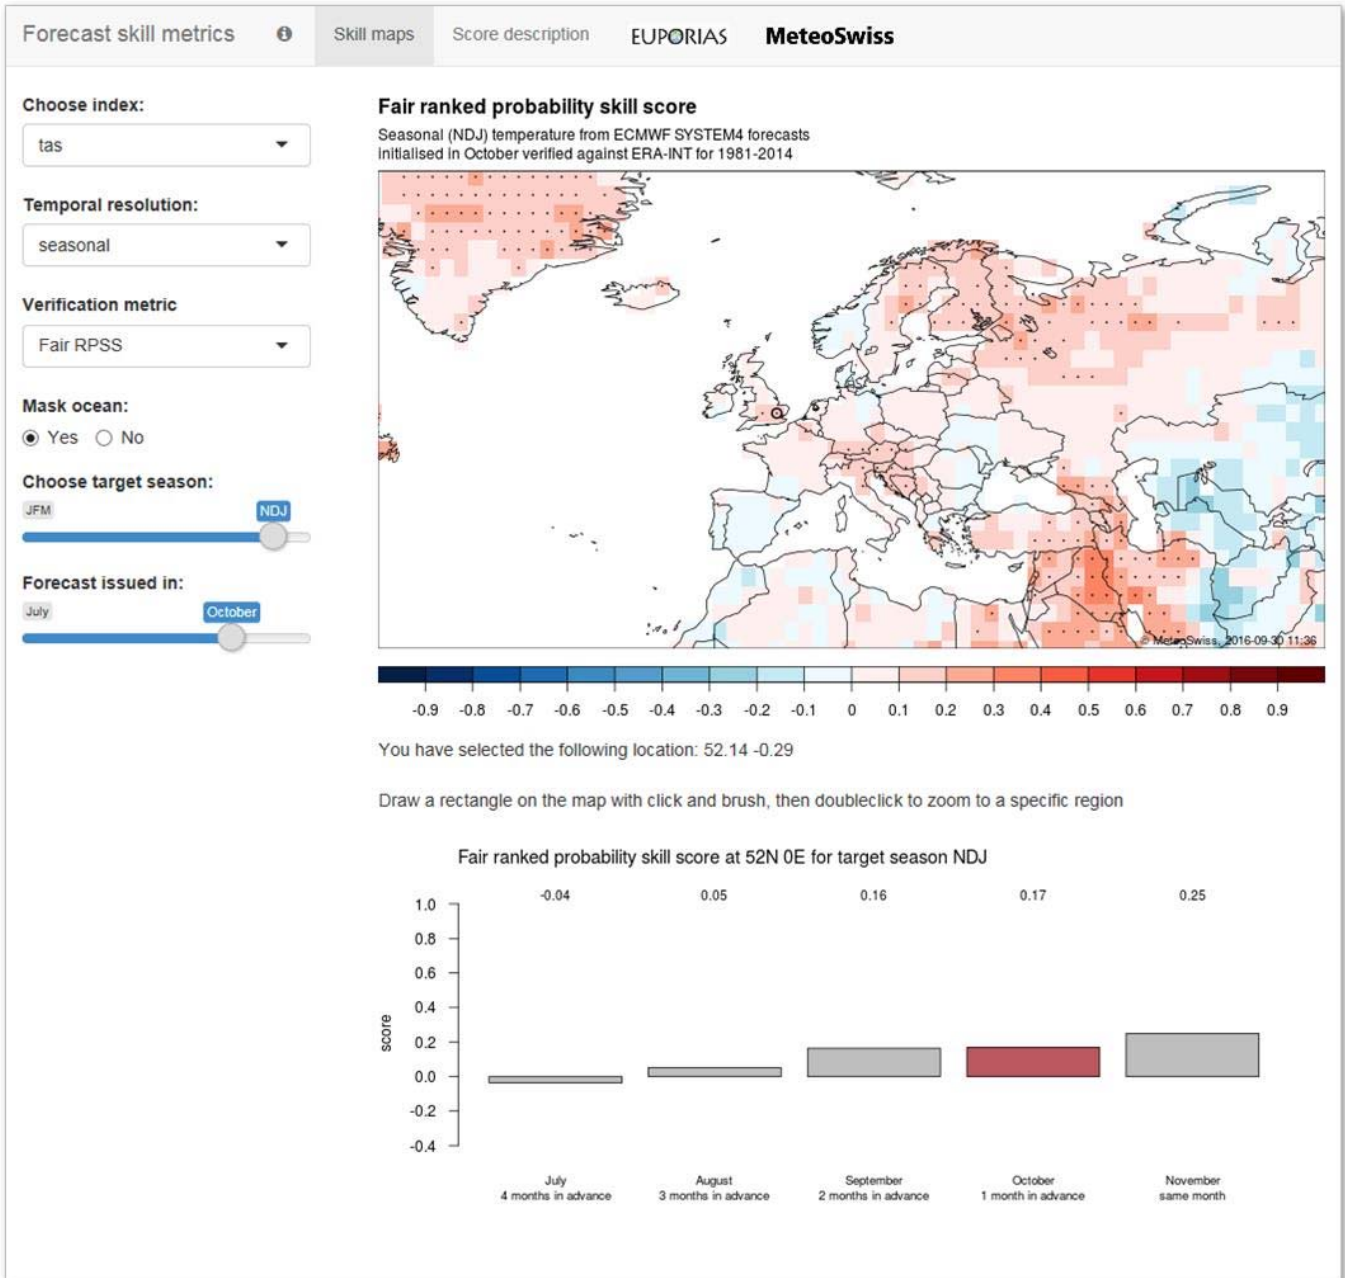 Forecast skill metrics
Skill maps
Score description
EUPORIAS
MeteoSwiss
Choose index:
tas
Temporal resolution:
seasonal
Verification metric
Fair RPSS
Mask ocean:
Yes No
Choose target season:
JFM NDJ
Forecast issued in:
July October
Fair ranked probability skill score
Seasonal (NDJ) temperature from ECMWF SYSTEM4 forecasts
initialised in October verified against ERA-INT for 1981-2014
© MeteoSwiss, 2016-09-30 11:36
-0.9 -0.8 -0.7 -0.6 -0.5 -0.4 -0.3 -0.2 -0.1 0 0.1 0.2 0.3 0.4 0.5 0.6 0.7 0.8 0.9
You have selected the following location: 52.14 -0.29
Draw a rectangle on the map with click and brush, then doubleclick to zoom to a specific region
Fair ranked probability skill score at 52N 0E for target season NDJ
-0.04 0.05 0.16 0.17 0.25
1.0
0.8
0.6
0.4
0.2
0.0
-0.2
-0.4
score
July August September October November
4 months in advance 3 months in advance 2 months in advance 1 month in advance same month